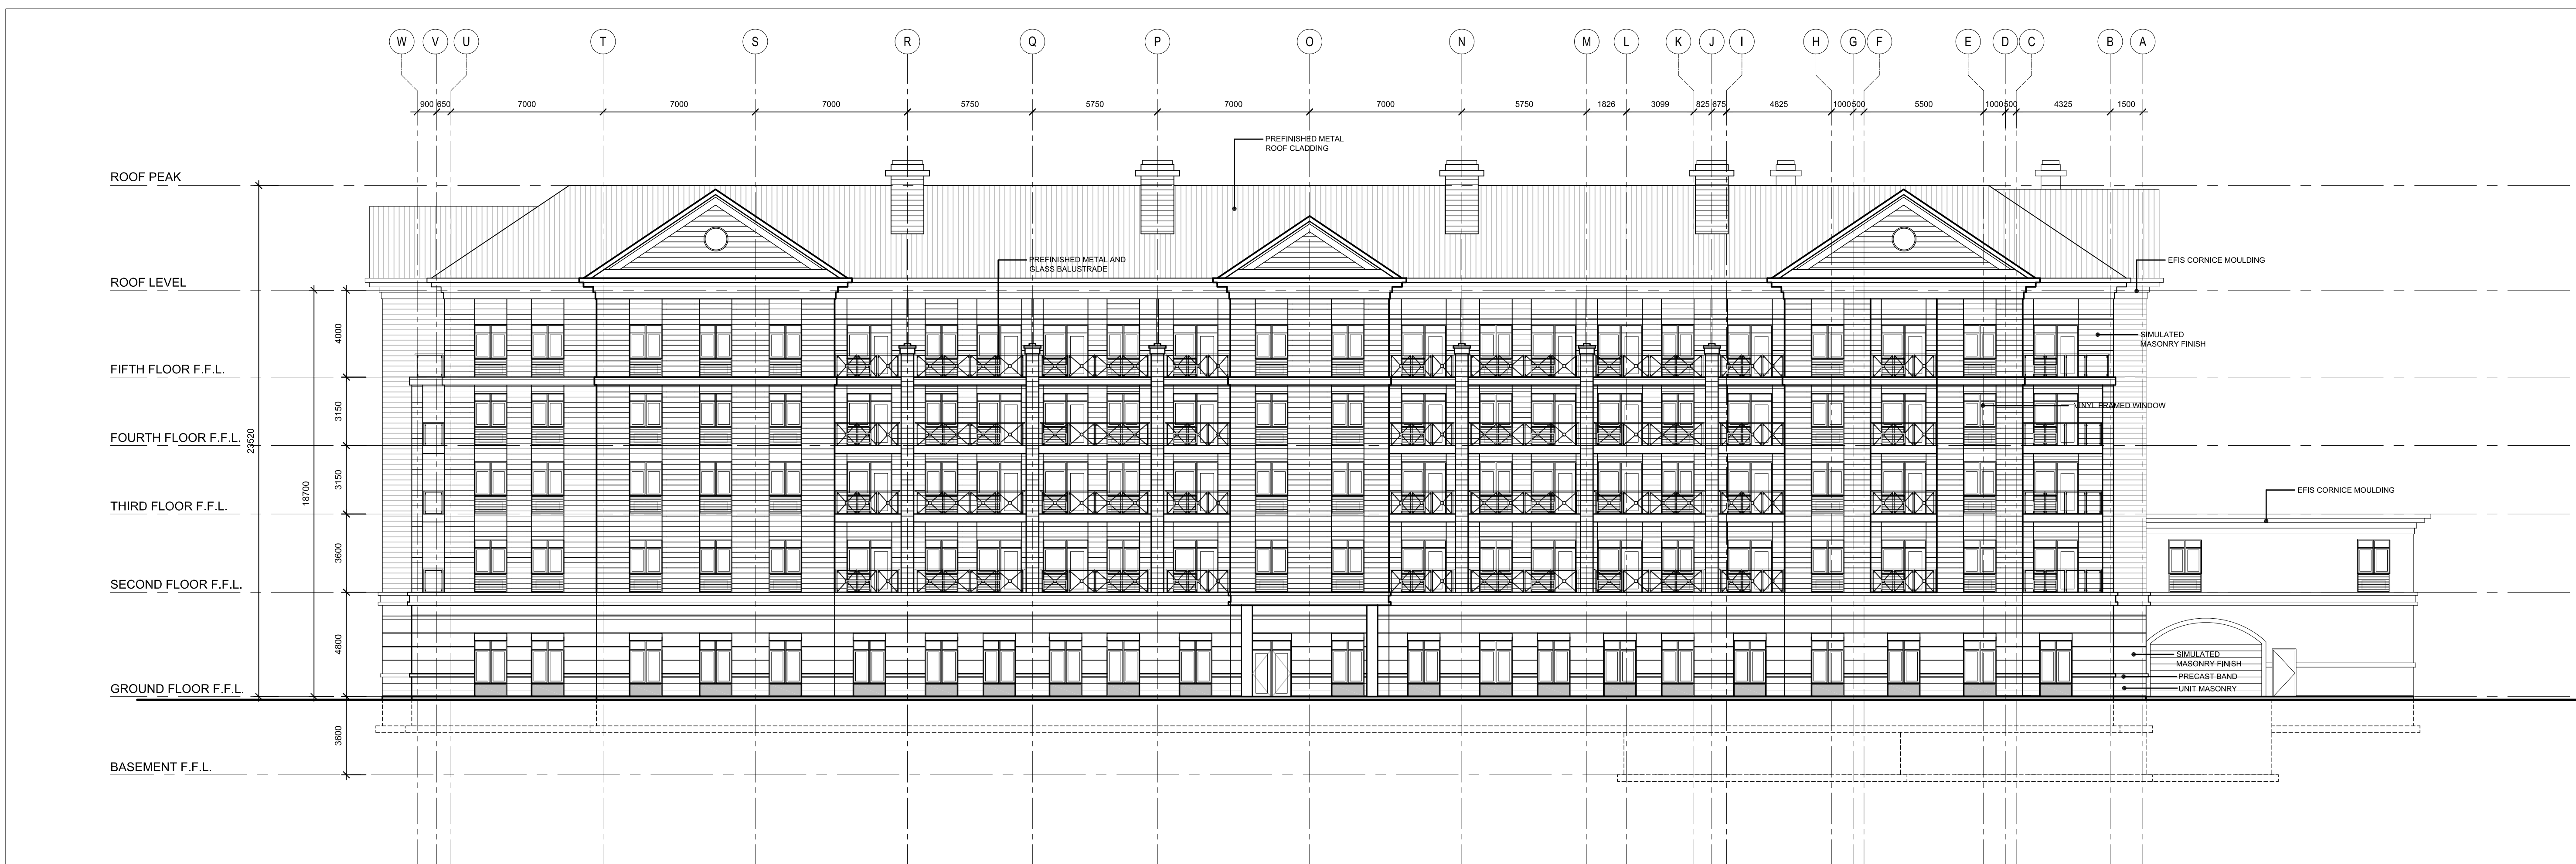 W V U T S R Q P O N M L K J I H G F E D C B A
900 650 7000 7000 7000 5750 5750 7000 7000 5750 1826 3099 825 675 4825 1000 500 5500 1000 500 4325 1500
PREFINISHED METAL
ROOF CLADDING
ROOF PEAK
PREFINISHED METAL AND
GLASS BALUSTRADE
EFIS CORNICE MOULDING
ROOF LEVEL
4000
SIMULATED
MASONRY FINISH
FIFTH FLOOR F.F.L.
3150
VINYL FRAMED WINDOW
FOURTH FLOOR F.F.L.
23520
18700
3150
EFIS CORNICE MOULDING
THIRD FLOOR F.F.L.
3600
SECOND FLOOR F.F.L.
4800
SIMULATED
MASONRY FINISH
PRECAST BAND
UNIT MASONRY
GROUND FLOOR F.F.L.
3600
BASEMENT F.F.L.